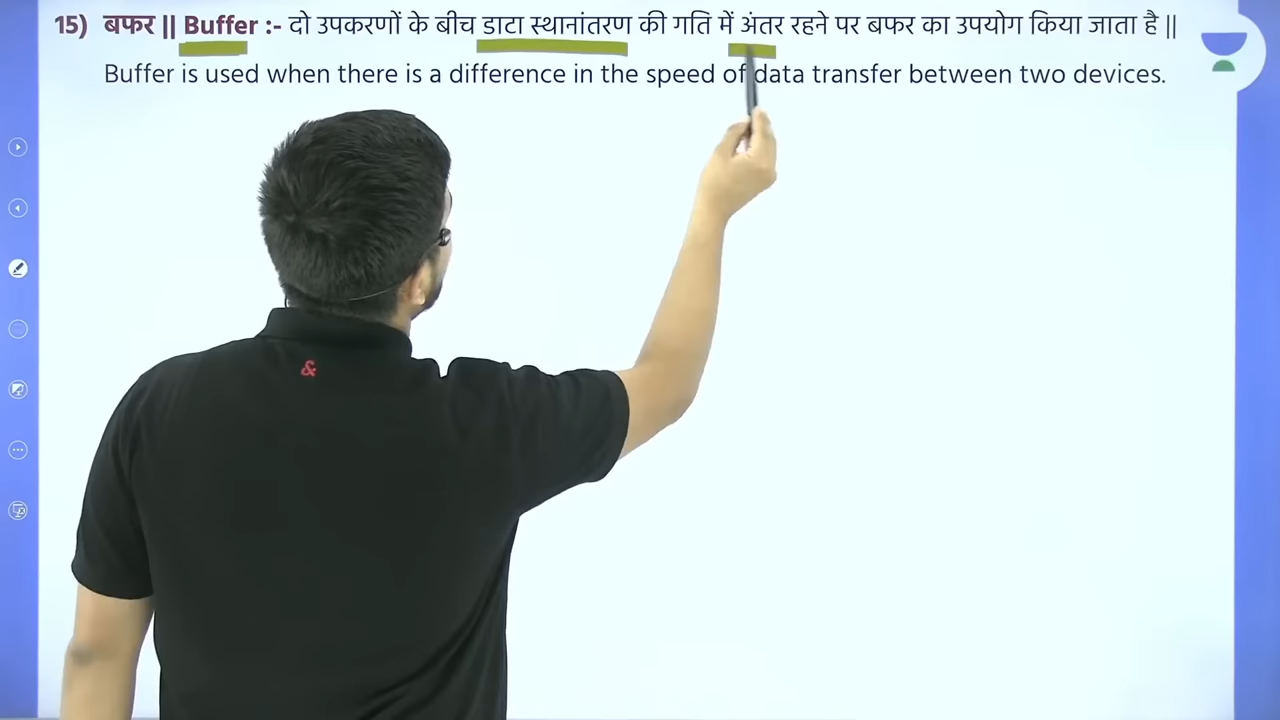 15) बफर || Buffer :- दो उपकरणों के बीच डाटा स्थानांतरण की गति में अंतर रहने पर बफर का उपयोग किया जाता है ||
Buffer is used when there is a difference in the speed of data transfer between two devices.
&